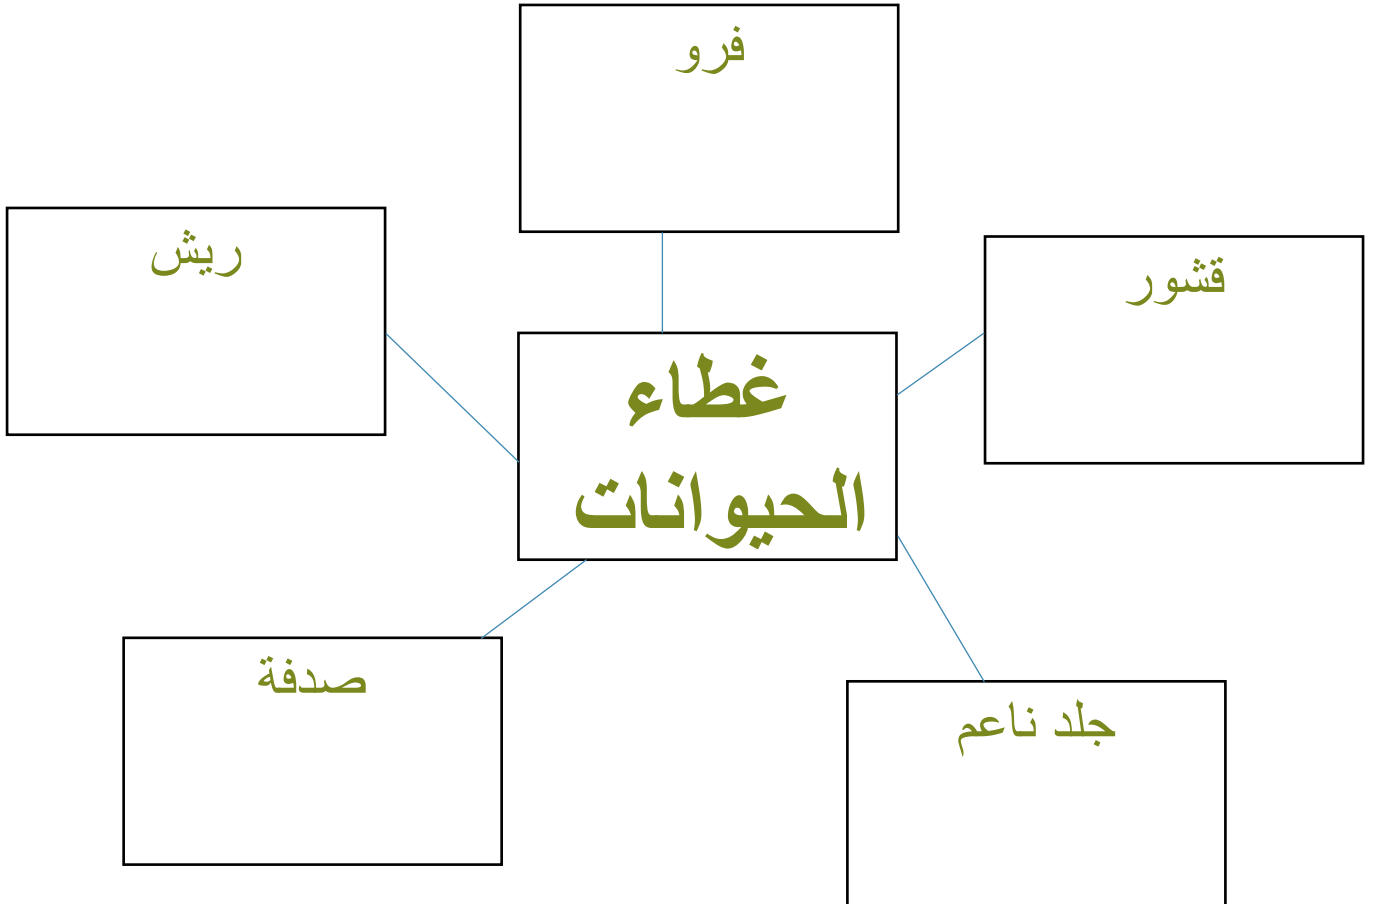 فرو
ريش
قشور
غطاء
الحيوانات
صدفة
جلد ناعم